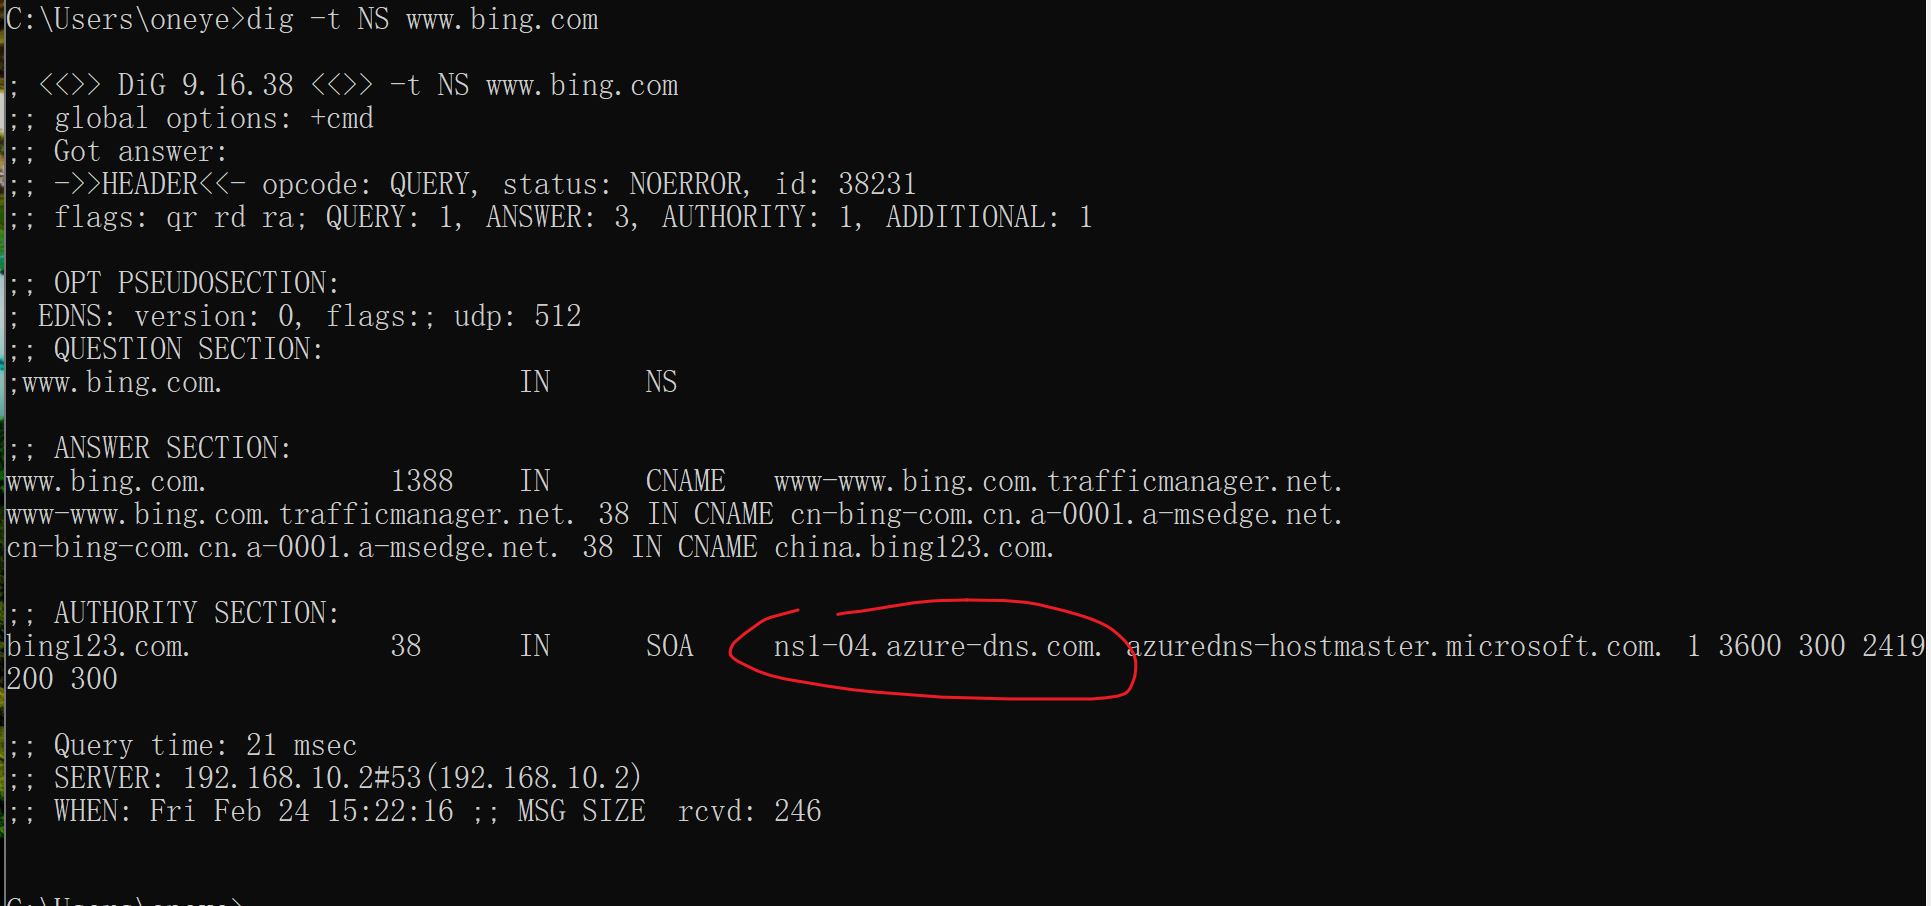 C:\Users\oneye>dig -t NS www.bing.com
; <<>> DiG 9.16.38 <<>> -t NS www.bing.com
;; global options: +cmd
;; Got answer:
;; ->>HEADER<<- opcode: QUERY, status: NOERROR, id: 38231
;; flags: qr rd ra; QUERY: 1, ANSWER: 3, AUTHORITY: 1, ADDITIONAL: 1
;; OPT PSEUDOSECTION:
; EDNS: version: 0, flags:; udp: 512
;; QUESTION SECTION:
;www.bing.com. IN NS
;; ANSWER SECTION:
www.bing.com. 1388 IN CNAME www-www.bing.com.trafficmanager.net.
www-www.bing.com.trafficmanager.net. 38 IN CNAME cn-bing-com.cn.a-0001.a-msedge.net.
cn-bing-com.cn.a-0001.a-msedge.net. 38 IN CNAME china.bing123.com.
;; AUTHORITY SECTION:
bing123.com. 38 IN SOA ns1-04.azure-dns.com. azuredns-hostmaster.microsoft.com. 1 3600 300 2419
200 300
;; Query time: 21 msec
;; SERVER: 192.168.10.2#53(192.168.10.2)
;; WHEN: Fri Feb 24 15:22:16 ;; MSG SIZE rcvd: 246
C:\Users\oneye>